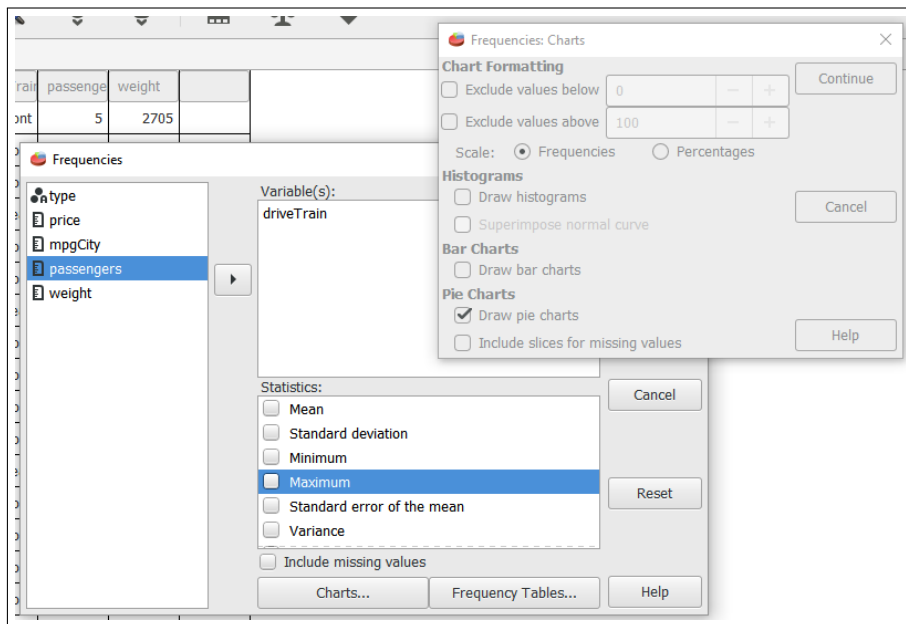 Frequencies: Charts
Chart Formatting
Exclude values below 0
Continue
Exclude values above 100
Scale: Frequencies Percentages
Histograms
Draw histograms
Cancel
Superimpose normal curve
Bar Charts
Draw bar charts
Pie Charts
Draw pie charts
Include slices for missing values
Help
passenge weight
5 2705
Frequencies
type
price
mpgCity
passengers
weight
Variable(s):
driveTrain
Statistics:
Mean
Standard deviation
Minimum
Maximum
Standard error of the mean
Variance
Include missing values
Charts... Frequency Tables...
Cancel
Reset
Help